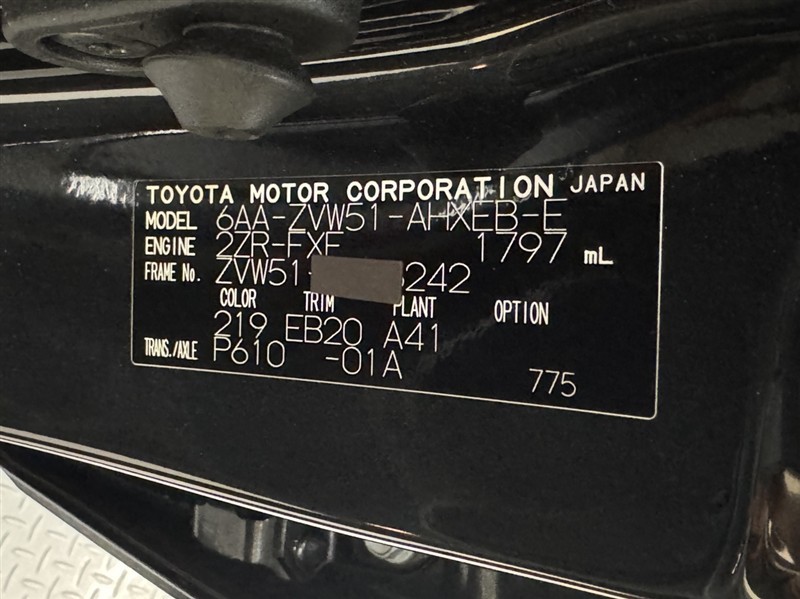 TOYOTA MOTOR CORPORATION JAPAN
MODEL 6AA-ZVW51-AHXEB-E
ENGINE 2ZR-FXE 1797 mL
FRAME No. ZVW51- 242
COLOR TRIM PLANT OPTION
219 EB20 A41
TRANS./AXLE P610 -01A
775